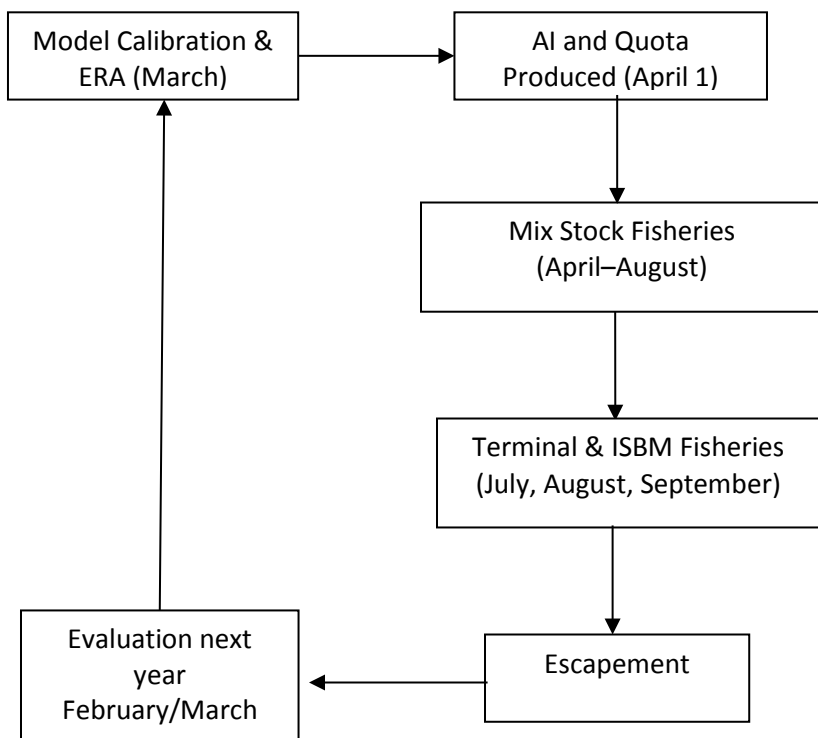 Model Calibration &
ERA (March)
AI and Quota
Produced (April 1)
Mix Stock Fisheries
(April–August)
Terminal & ISBM Fisheries
(July, August, September)
Escapement
Evaluation next
year
February/March